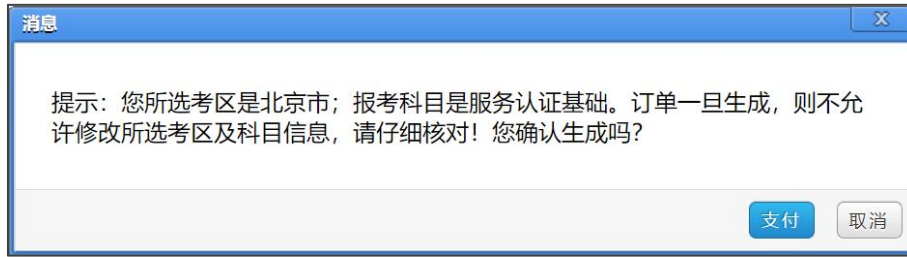 消息
X
提示：您所选考区是北京市；报考科目是服务认证基础。订单一旦生成，则不允
许修改所选考区及科目信息，请仔细核对！您确认生成吗？
支付 取消